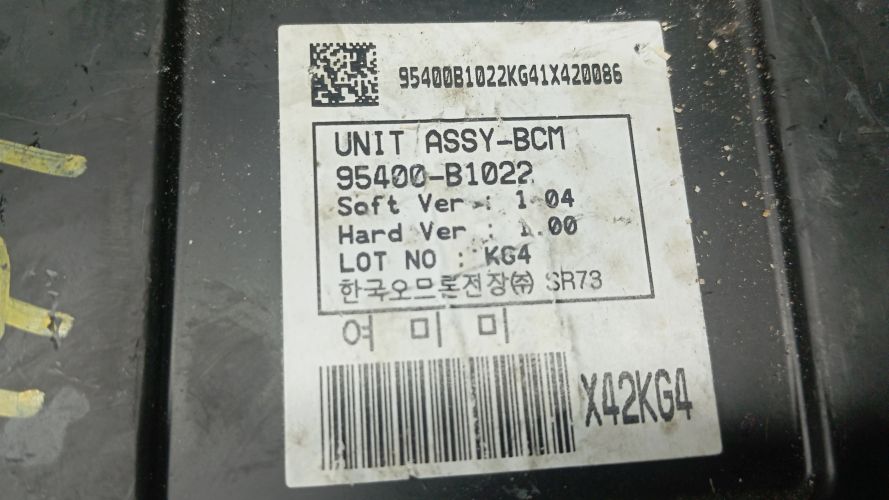 95400B1022KG41X420086
UNIT ASSY-BCM
95400-B1022
Soft Ver : 1.04
Hard Ver : 1.00
LOT NO : KG4
한국오므론전장㈜ SR73
여 미 미
X42KG4